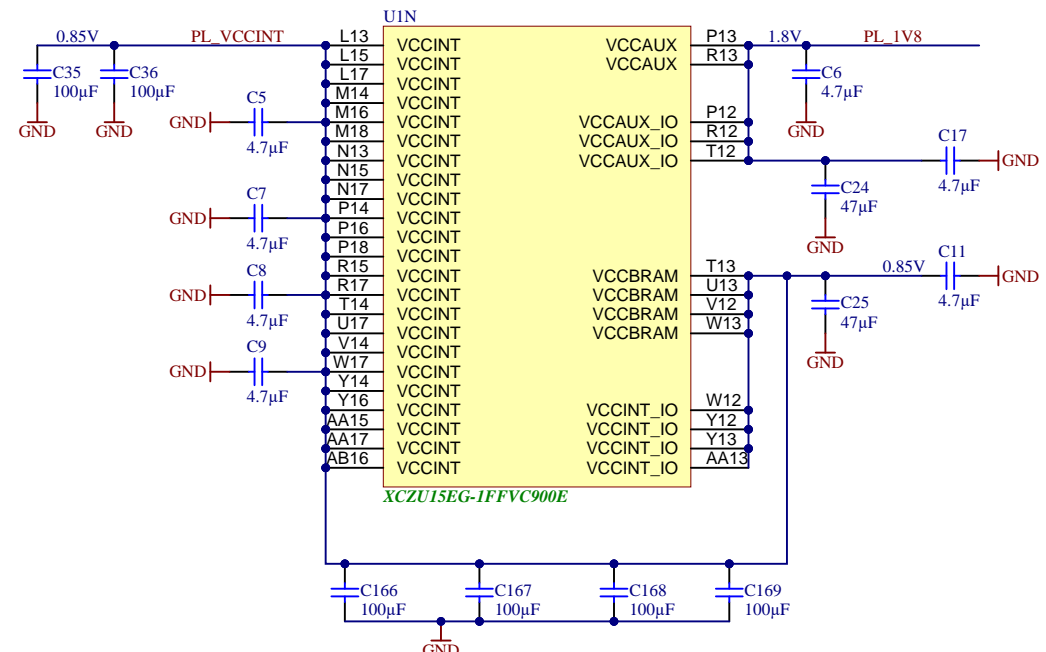 U1N
0.85V PL_VCCINT
C35 100µF
C36 100µF
GND GND
C5 4.7µF GND
C7 4.7µF GND
C8 4.7µF GND
C9 4.7µF GND
L13 VCCINT
L15 VCCINT
L17 VCCINT
M14 VCCINT
M16 VCCINT
M18 VCCINT
N13 VCCINT
N15 VCCINT
N17 VCCINT
P14 VCCINT
P16 VCCINT
P18 VCCINT
R15 VCCINT
R17 VCCINT
T14 VCCINT
U17 VCCINT
V14 VCCINT
W17 VCCINT
Y14 VCCINT
Y16 VCCINT
AA15 VCCINT
AA17 VCCINT
AB16 VCCINT
VCCAUX P13
VCCAUX R13
VCCAUX_IO P12
VCCAUX_IO R12
VCCAUX_IO T12
VCCBRAM T13
VCCBRAM U13
VCCBRAM V12
VCCBRAM W13
VCCINT_IO W12
VCCINT_IO Y12
VCCINT_IO Y13
VCCINT_IO AA13
1.8V PL_1V8
C6 4.7µF
GND
C17 4.7µF GND
C24 47µF
GND
0.85V
C11 4.7µF GND
C25 47µF
GND
XCZU15EG-1FFVC900E
C166 100µF
C167 100µF
C168 100µF
C169 100µF
GND